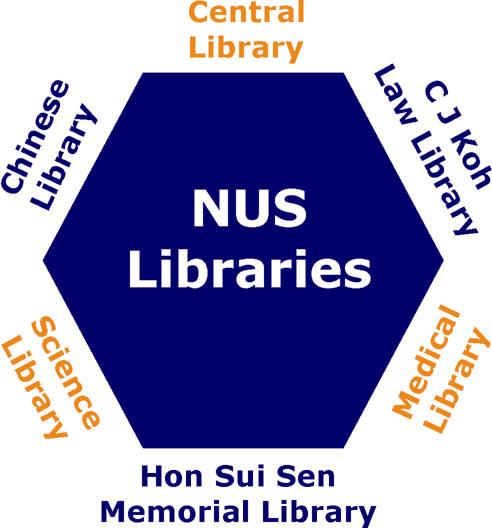 Central
Library
C J Koh
Law Library
Chinese
Library
NUS
Libraries
Science
Library
Medical
Library
Hon Sui Sen
Memorial Library